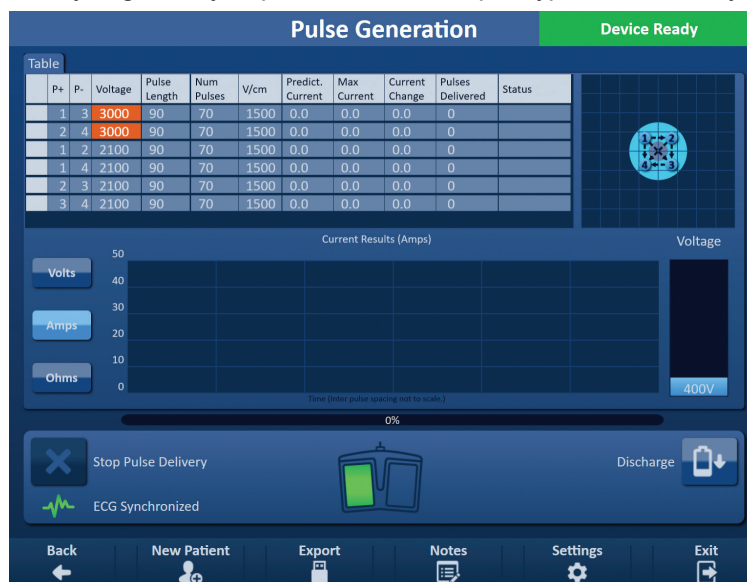 Pulse Generation
Device Ready
Table
P+ P- Voltage Pulse Length Num Pulses V/cm Predict. Current Max Current Current Change Pulses Delivered Status
1 3 3000 90 70 1500 0.0 0.0 0.0 0
2 4 3000 90 70 1500 0.0 0.0 0.0 0
1 2 2100 90 70 1500 0.0 0.0 0.0 0
1 4 2100 90 70 1500 0.0 0.0 0.0 0
2 3 2100 90 70 1500 0.0 0.0 0.0 0
3 4 2100 90 70 1500 0.0 0.0 0.0 0
1 2
4 3
Current Results (Amps)
Voltage
Volts
Amps
Ohms
50
40
30
20
10
0
400V
Time (Inter pulse spacing not to scale.)
0%
Stop Pulse Delivery
Discharge
ECG Synchronized
Back New Patient Export Notes Settings Exit